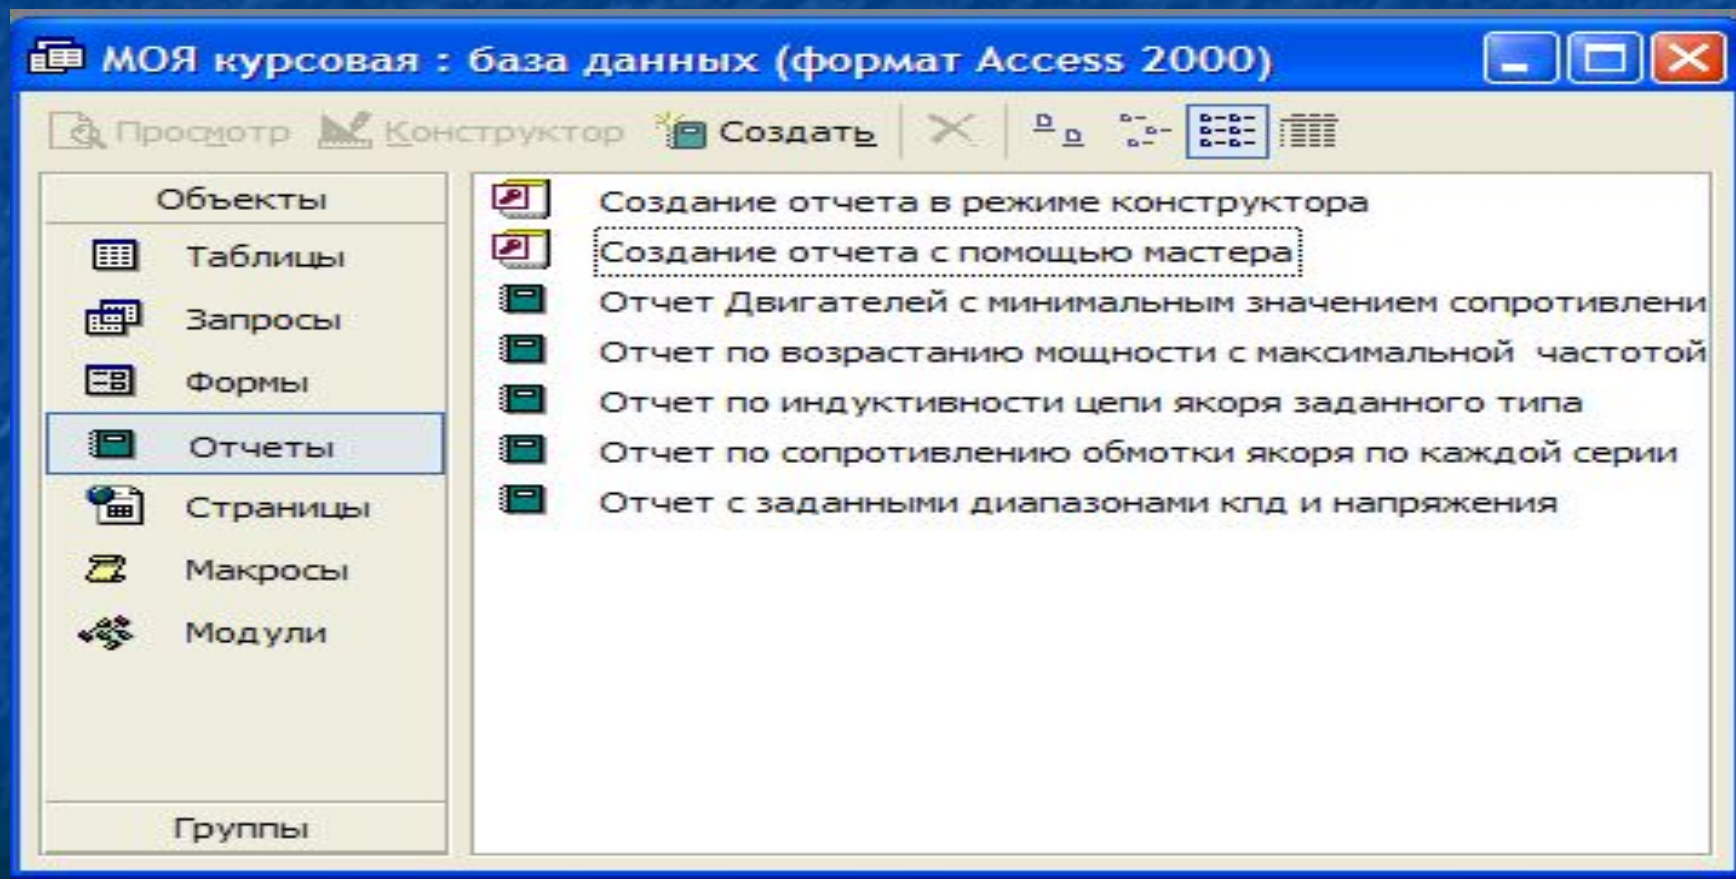 МОЯ курсовая : база данных (формат Access 2000)
Просмотр Конструктор Создать
Объекты
Таблицы
Запросы
Формы
Отчеты
Страницы
Макросы
Модули
Группы
Создание отчета в режиме конструктора
Создание отчета с помощью мастера
Отчет Двигателей с минимальным значением сопротивлени
Отчет по возрастанию мощности с максимальной частотой
Отчет по индуктивности цепи якоря заданного типа
Отчет по сопротивлению обмотки якоря по каждой серии
Отчет с заданными диапазонами кпд и напряжения